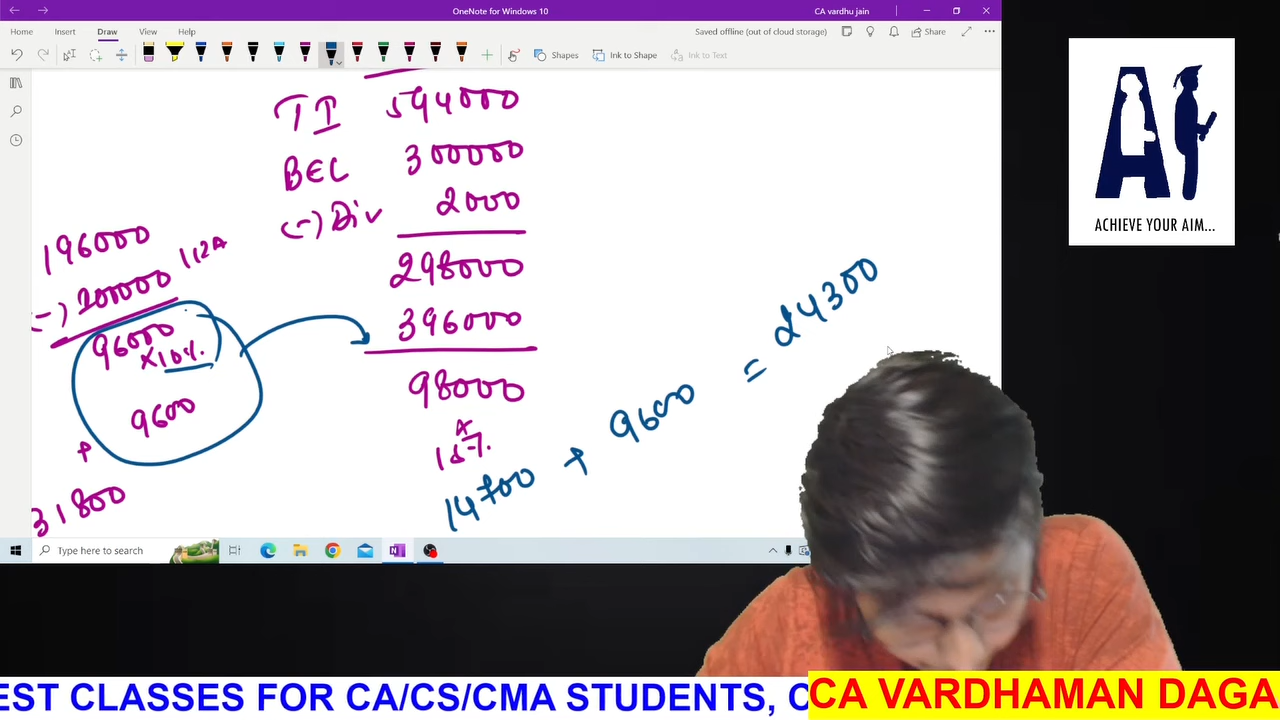 OneNote for Windows 10
CA vardhu jain
Home Insert Draw View Help
Saved offline (out of cloud storage)
Share
Shapes
Ink to Shape
Ink to Text
TI 594000
BEL 300000
(-) Div 2000
298000
396000
98000
x
15%
14700 + 9600 = 24300
196000
(-) 200000 112A
96000
x10%
9600
+
31800
ACHIEVE YOUR AIM...
Type here to search
EST CLASSES FOR CA/CS/CMA STUDENTS, C
CA VARDHAMAN DAGA